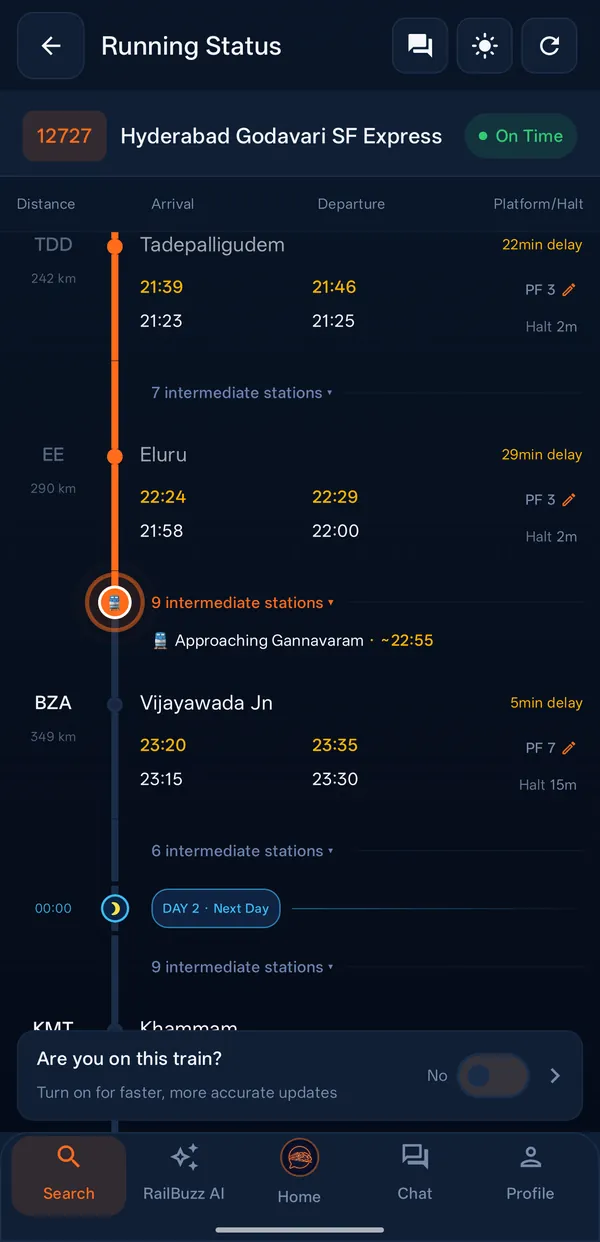 Running Status
12727 Hyderabad Godavari SF Express On Time
Distance Arrival Departure Platform/Halt
TDD Tadepalligudem 22min delay
242 km 21:39 21:46 PF 3
21:23 21:25 Halt 2m
7 intermediate stations
EE Eluru 29min delay
290 km 22:24 22:29 PF 3
21:58 22:00 Halt 2m
9 intermediate stations
Approaching Gannavaram · ~22:55
BZA Vijayawada Jn 5min delay
349 km 23:20 23:35 PF 7
23:15 23:30 Halt 15m
6 intermediate stations
00:00 DAY 2 · Next Day
9 intermediate stations
KMT Khammam
Are you on this train?
Turn on for faster, more accurate updates No
Search RailBuzz AI Home Chat Profile